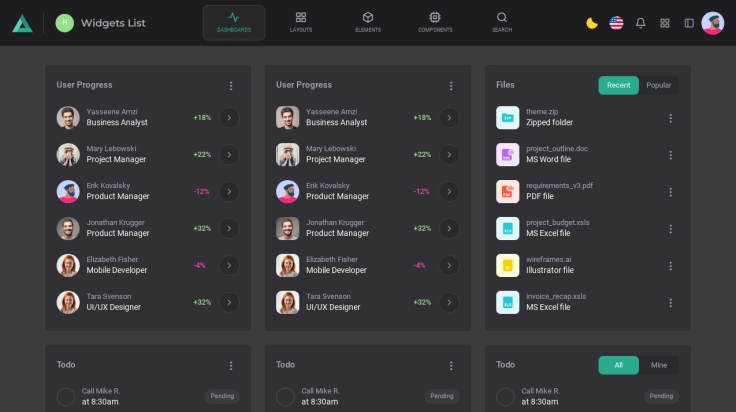 H Widgets List
DASHBOARDS
LAYOUTS
ELEMENTS
COMPONENTS
SEARCH
User Progress
Yasseene Amzi
Business Analyst
+18%
Mary Lebowski
Project Manager
+22%
Erik Kovalsky
Product Manager
-12%
Jonathan Krugger
Product Manager
+32%
Elizabeth Fisher
Mobile Developer
-4%
Tara Svenson
UI/UX Designer
+32%
User Progress
Yasseene Amzi
Business Analyst
+18%
Mary Lebowski
Project Manager
+22%
Erik Kovalsky
Product Manager
-12%
Jonathan Krugger
Product Manager
+32%
Elizabeth Fisher
Mobile Developer
-4%
Tara Svenson
UI/UX Designer
+32%
Files
Recent
Popular
theme.zip
Zipped folder
project_outline.doc
MS Word file
requirements_v3.pdf
PDF file
project_budget.xsls
MS Excel file
wireframes.ai
Illustrator file
invoice_recap.xsls
MS Excel file
Todo
Call Mike R.
at 8:30am
Pending
Todo
Call Mike R.
at 8:30am
Pending
Todo
All
Mine
Call Mike R.
at 8:30am
Pending